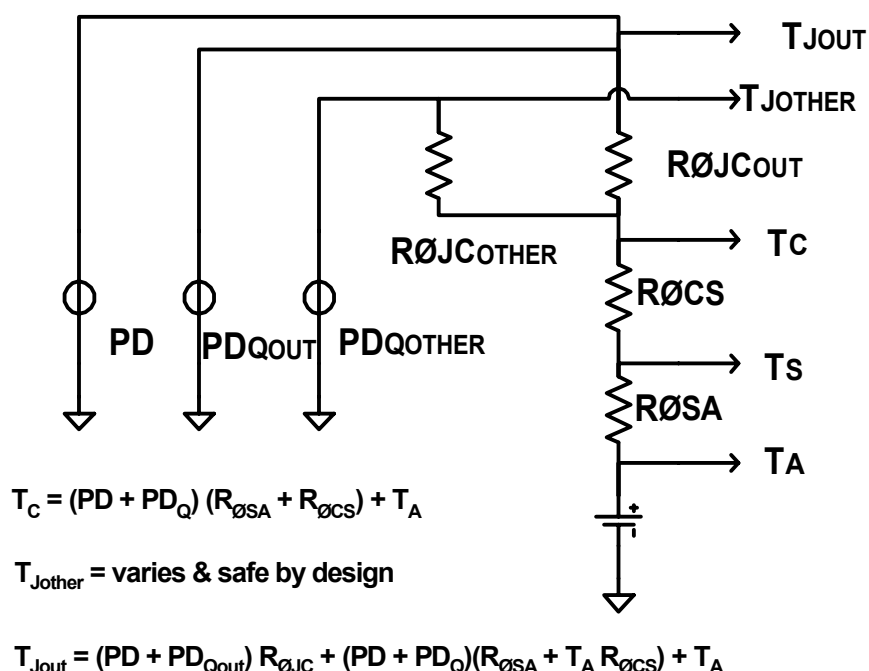 TJOUT
TJOTHER
RØJCOUT
RØJCOTHER
TC
RØCS
PD
PDQOUT
PDQOTHER
TS
RØSA
TA
+
-
TC = (PD + PDQ) (RØSA + RØCS) + TA
TJother = varies & safe by design
TJout = (PD + PDQout) RØJC + (PD + PDQ)(RØSA + TA RØCS) + TA